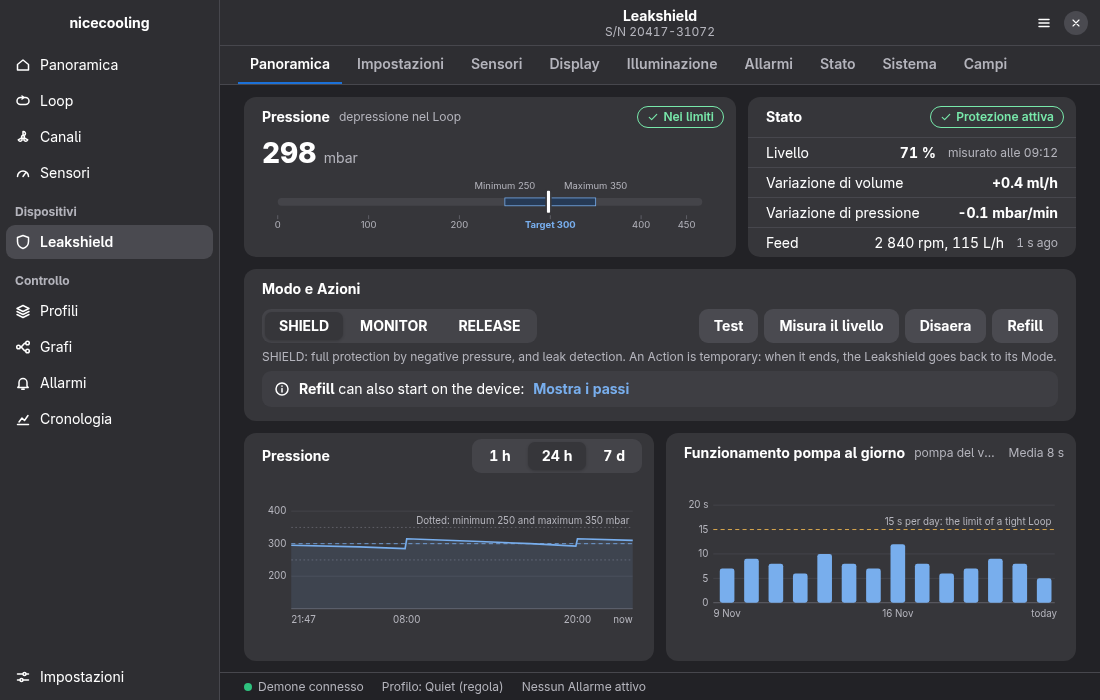 nicecooling
Panoramica
Loop
Canali
Sensori
Dispositivi
Leakshield
Controllo
Profili
Grafi
Allarmi
Cronologia
Impostazioni
Leakshield
S/N 20417-31072
Panoramica Impostazioni Sensori Display Illuminazione Allarmi Stato Sistema Campi
Pressione depressione nel Loop Nei limiti
298 mbar
Minimum 250 Maximum 350
0 100 200 Target 300 400 450
Stato Protezione attiva
Livello 71 % misurato alle 09:12
Variazione di volume +0.4 ml/h
Variazione di pressione -0.1 mbar/min
Feed 2 840 rpm, 115 L/h 1 s ago
Modo e Azioni
SHIELD MONITOR RELEASE Test Misura il livello Disaera Refill
SHIELD: full protection by negative pressure, and leak detection. An Action is temporary: when it ends, the Leakshield goes back to its Mode.
Refill can also start on the device: Mostra i passi
Pressione 1 h 24 h 7 d
400
Dotted: minimum 250 and maximum 350 mbar
300
200
21:47 08:00 20:00 now
Funzionamento pompa al giorno pompa del v… Media 8 s
20 s
15 s per day: the limit of a tight Loop
15
10
5
0
9 Nov 16 Nov today
Demone connesso Profilo: Quiet (regola) Nessun Allarme attivo